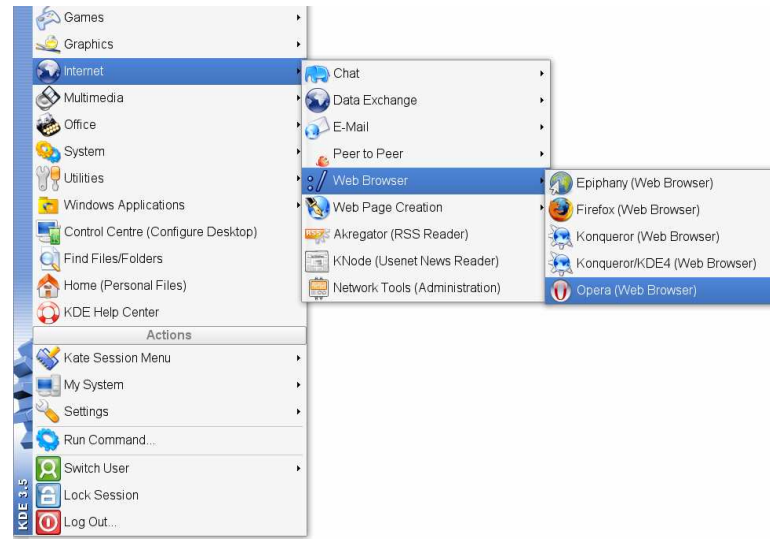 Games
Graphics
Internet
Multimedia
Office
System
Utilities
Windows Applications
Control Centre (Configure Desktop)
Find Files/Folders
Home (Personal Files)
KDE Help Center
Actions
Kate Session Menu
My System
Settings
Run Command...
Switch User
Lock Session
Log Out...
KDE 3.5
Chat
Data Exchange
E-Mail
Peer to Peer
Web Browser
Web Page Creation
Akregator (RSS Reader)
KNode (Usenet News Reader)
Network Tools (Administration)
Epiphany (Web Browser)
Firefox (Web Browser)
Konqueror (Web Browser)
Konqueror/KDE4 (Web Browser)
Opera (Web Browser)